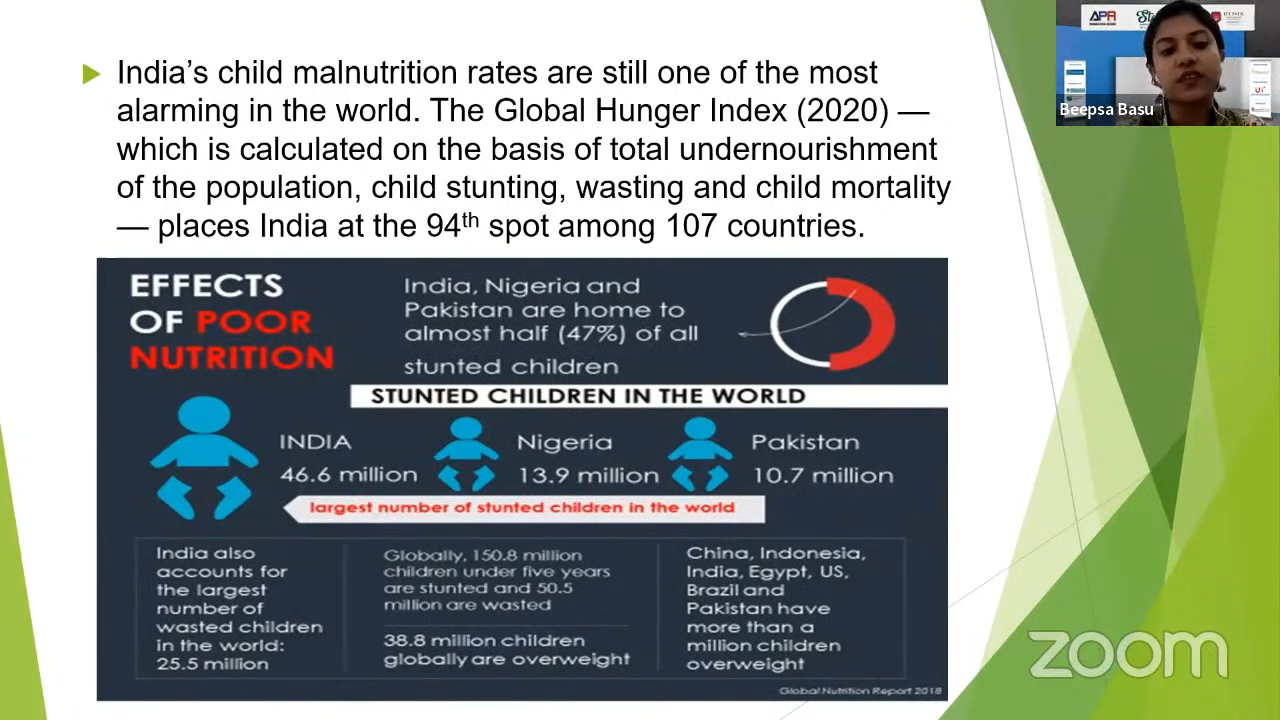 India's child malnutrition rates are still one of the most
alarming in the world. The Global Hunger Index (2020) —
which is calculated on the basis of total undernourishment
of the population, child stunting, wasting and child mortality
— places India at the 94th spot among 107 countries.
EFFECTS
OF POOR
NUTRITION
India, Nigeria and
Pakistan are home to
almost half (47%) of all
stunted children
STUNTED CHILDREN IN THE WORLD
INDIA
46.6 million
Nigeria
13.9 million
Pakistan
10.7 million
largest number of stunted children in the world
India also
accounts for
the largest
number of
wasted children
in the world:
25.5 million
Globally, 150.8 million
children under five years
are stunted and 50.5
million are wasted
38.8 million children
globally are overweight
China, Indonesia,
India, Egypt, US,
Brazil and
Pakistan have
more than a
million children
overweight
Global Nutrition Report 2018
APR
Beepsa Basu
zoom